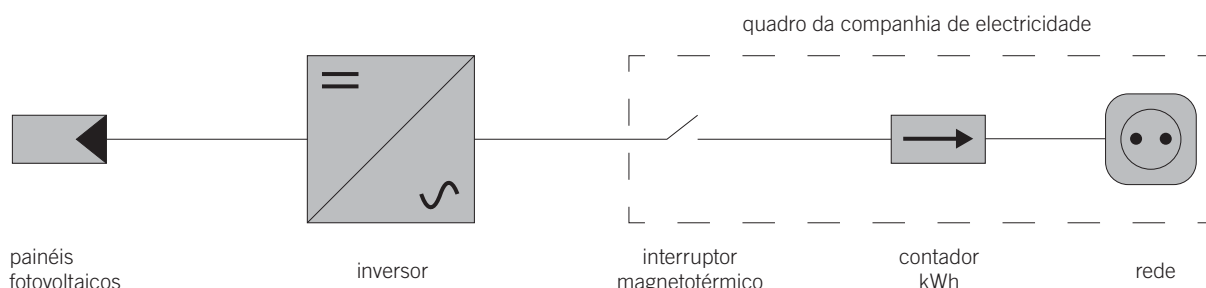 quadro da companhia de electricidade
painéis
fotovoltaicos
inversor
interruptor
magnetotérmico
contador
kWh
rede